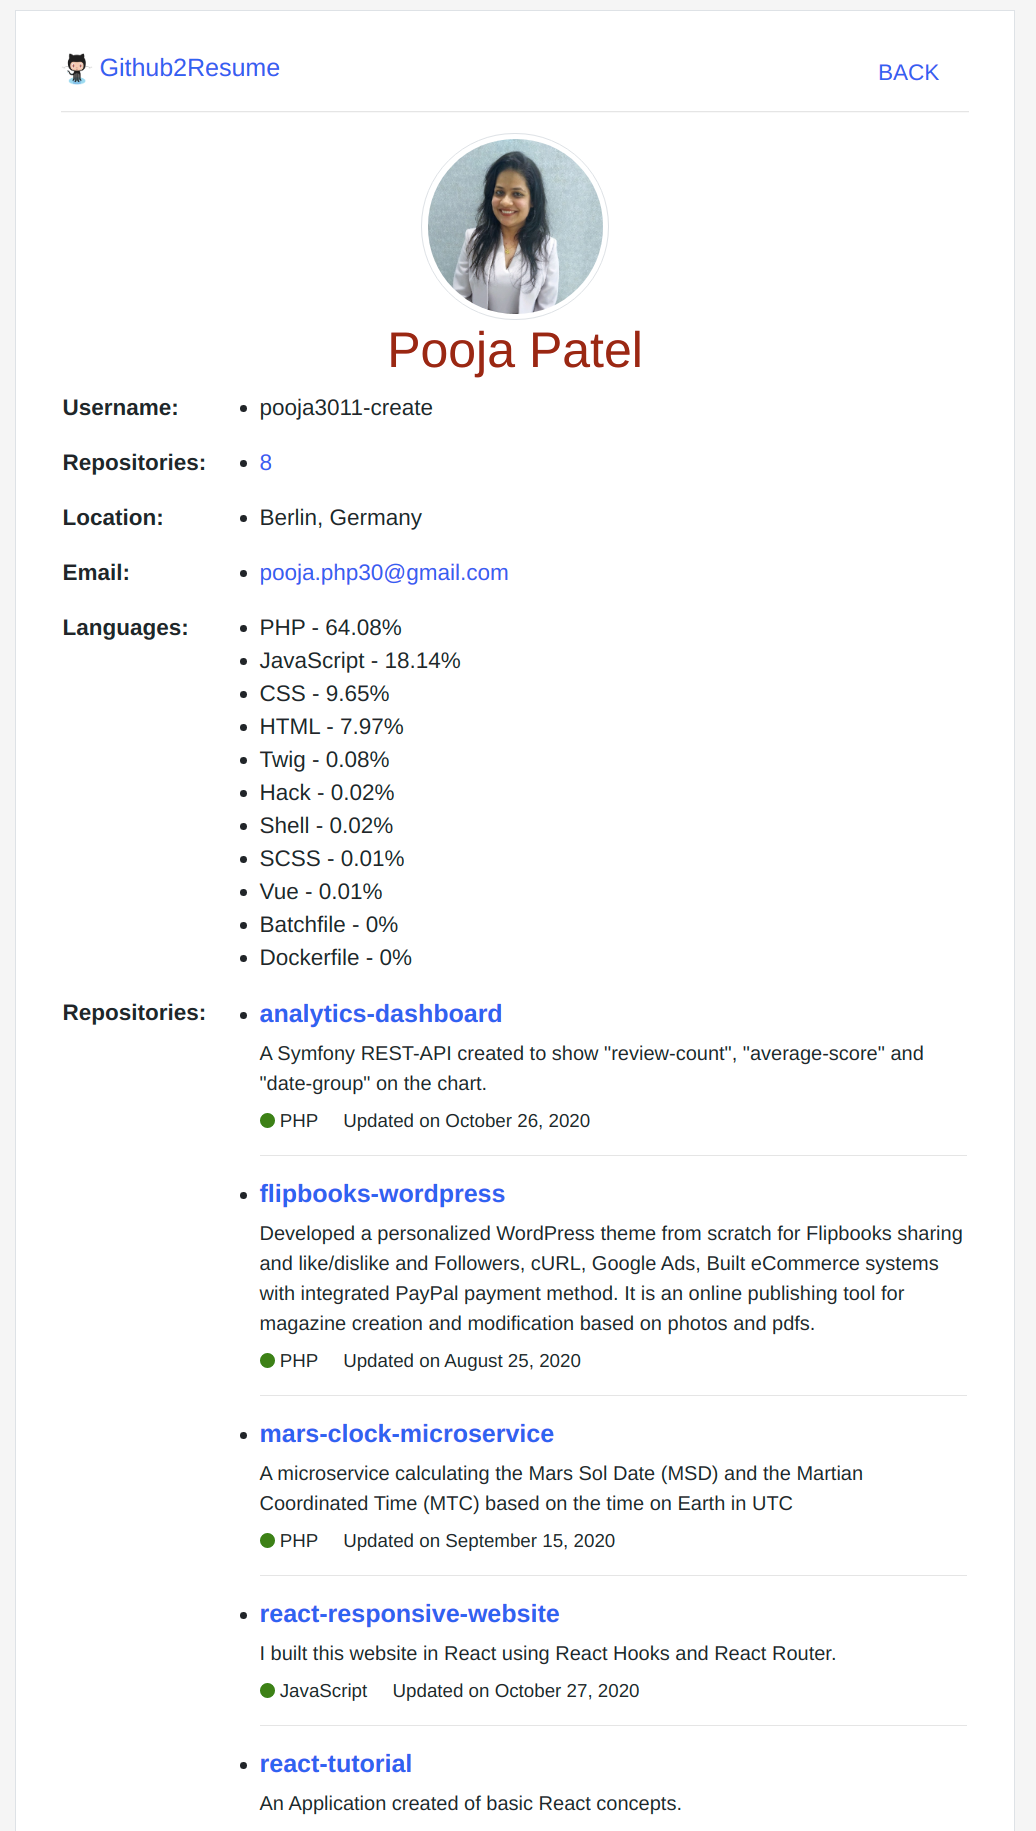 Github2Resume
BACK
Pooja Patel
Username:
pooja3011-create
Repositories:
8
Location:
Berlin, Germany
Email:
pooja.php30@gmail.com
Languages:
PHP - 64.08%
JavaScript - 18.14%
CSS - 9.65%
HTML - 7.97%
Twig - 0.08%
Hack - 0.02%
Shell - 0.02%
SCSS - 0.01%
Vue - 0.01%
Batchfile - 0%
Dockerfile - 0%
Repositories:
analytics-dashboard
A Symfony REST-API created to show "review-count", "average-score" and
"date-group" on the chart.
PHP Updated on October 26, 2020
flipbooks-wordpress
Developed a personalized WordPress theme from scratch for Flipbooks sharing
and like/dislike and Followers, cURL, Google Ads, Built eCommerce systems
with integrated PayPal payment method. It is an online publishing tool for
magazine creation and modification based on photos and pdfs.
PHP Updated on August 25, 2020
mars-clock-microservice
A microservice calculating the Mars Sol Date (MSD) and the Martian
Coordinated Time (MTC) based on the time on Earth in UTC
PHP Updated on September 15, 2020
react-responsive-website
I built this website in React using React Hooks and React Router.
JavaScript Updated on October 27, 2020
react-tutorial
An Application created of basic React concepts.